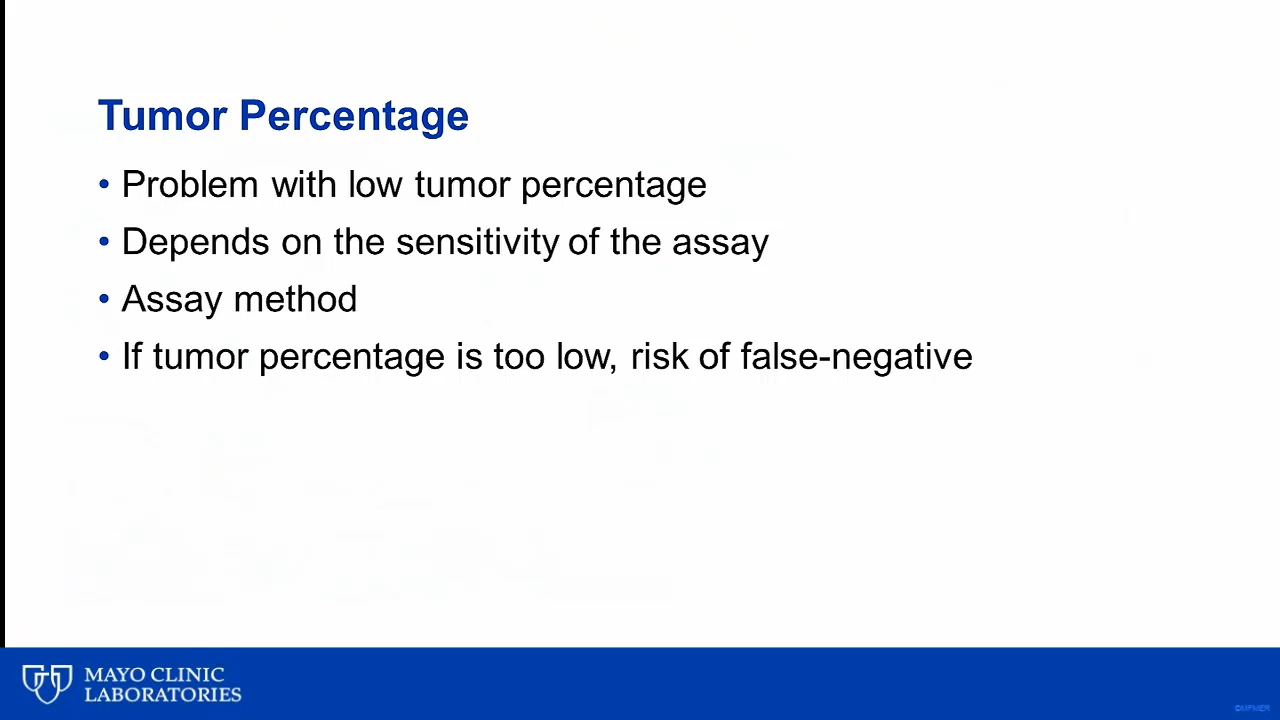 Tumor Percentage
• Problem with low tumor percentage
• Depends on the sensitivity of the assay
• Assay method
• If tumor percentage is too low, risk of false-negative
MAYO CLINIC
LABORATORIES
©MFMER